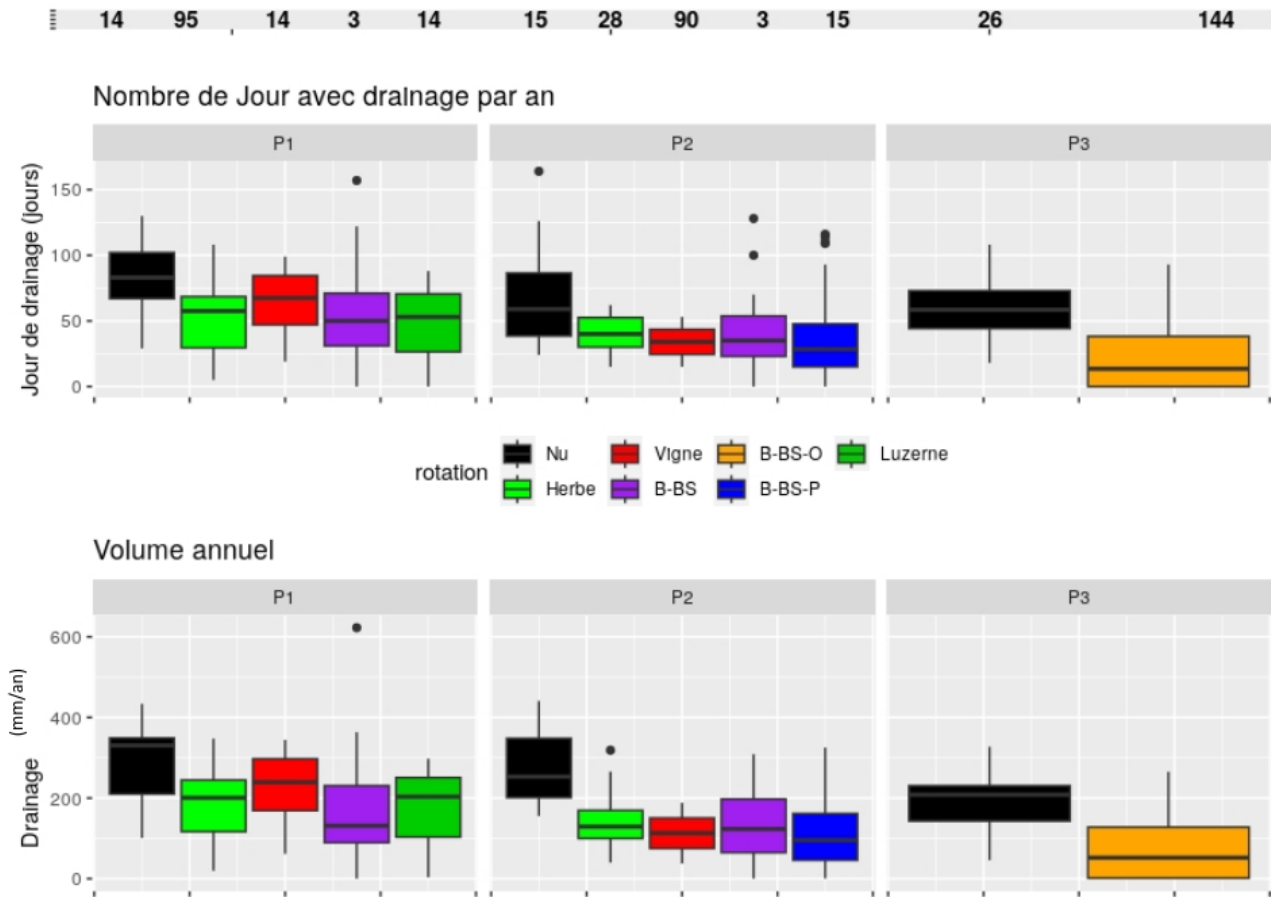 14 95 14 3 14 15 28 90 3 15 26 144
Nombre de Jour avec drainage par an
P1 P2 P3
Jour de drainage (jours)
150
100
50
0
rotation
Nu Vigne B-BS-O Luzerne
Herbe B-BS B-BS-P
Volume annuel
P1 P2 P3
Drainage (mm/an)
600
400
200
0